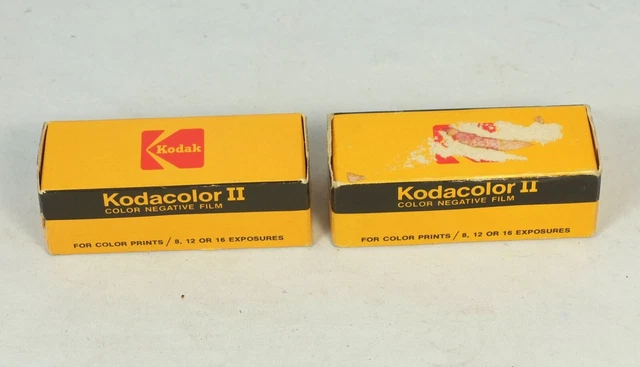 Kodak
Kodacolor II
COLOR NEGATIVE FILM
FOR COLOR PRINTS / 8, 12 OR 16 EXPOSURES
Kodacolor II
COLOR NEGATIVE FILM
FOR COLOR PRINTS / 8, 12 OR 16 EXPOSURES